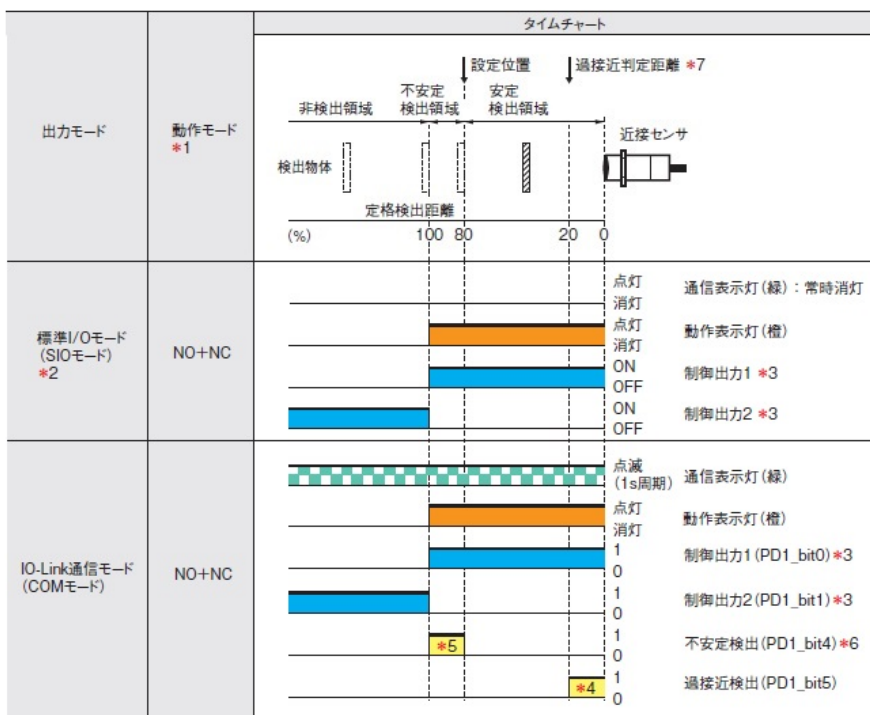 タイムチャート
出力モード
動作モード
*1
設定位置
過接近判定距離 *7
非検出領域
不安定
検出領域
安定
検出領域
近接センサ
検出物体
定格検出距離
(%)
100 80
20 0
標準I/Oモード
(SIOモード)
*2
NO+NC
点灯
消灯
通信表示灯(緑)：常時消灯
点灯
消灯
動作表示灯(橙)
ON
OFF
制御出力1 *3
ON
OFF
制御出力2 *3
IO-Link通信モード
(COMモード)
NO+NC
点滅
(1s周期)
通信表示灯(緑)
点灯
消灯
動作表示灯(橙)
1
0
制御出力1(PD1_bit0)*3
1
0
制御出力2(PD1_bit1)*3
*5
1
0
不安定検出(PD1_bit4)*6
*4
1
0
過接近検出(PD1_bit5)